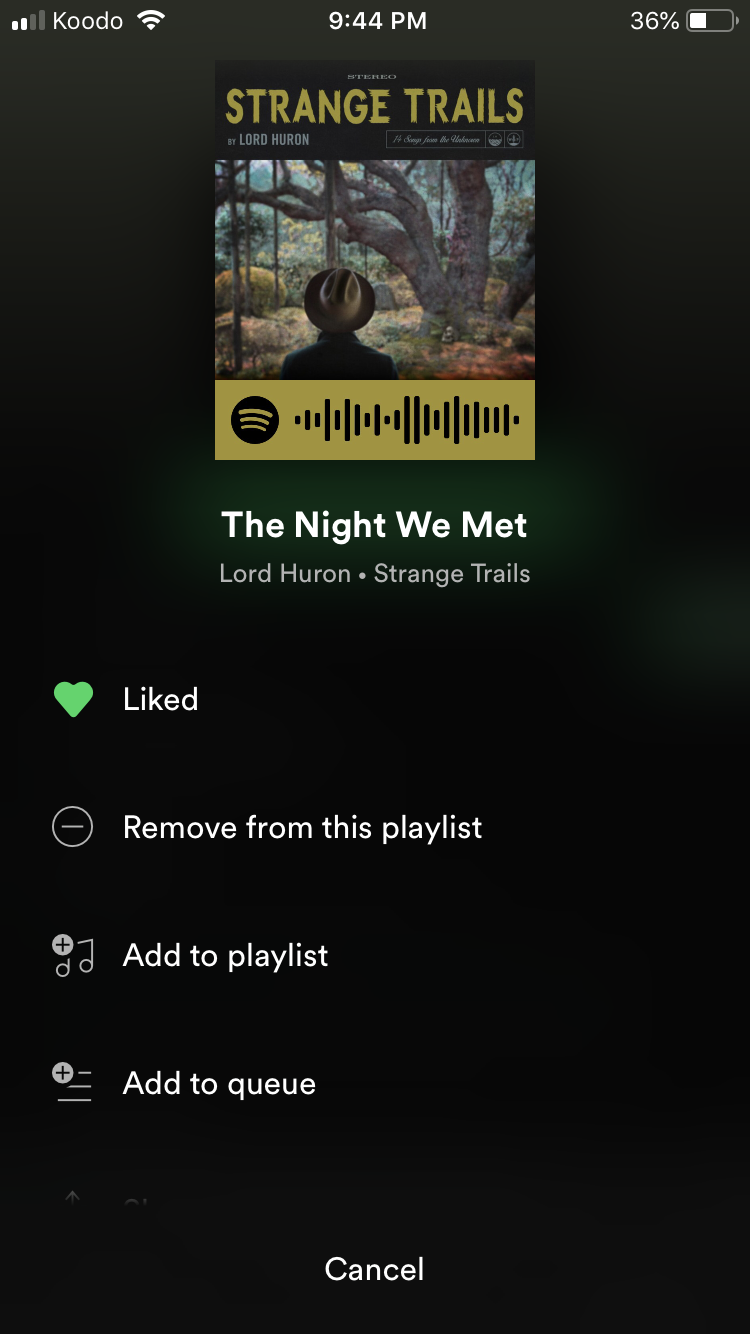 Koodo 9:44 PM 36%
STEREO
STRANGE TRAILS
BY LORD HURON 14 Songs from the Unknown
The Night We Met
Lord Huron • Strange Trails
Liked
Remove from this playlist
Add to playlist
Add to queue
Cancel